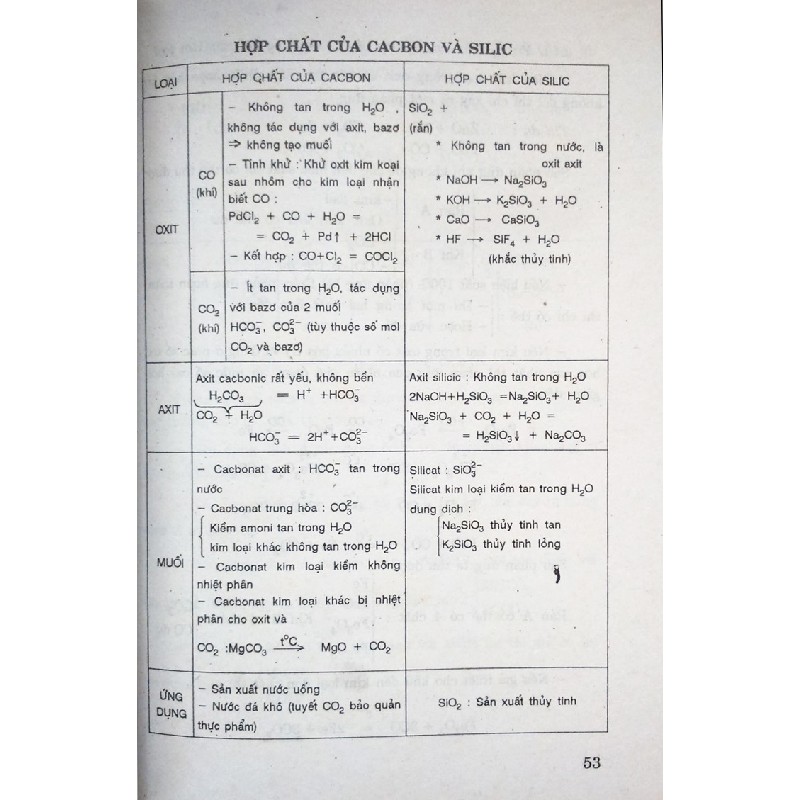 HỢP CHẤT CỦA CACBON VÀ SILIC
LOẠI
HỢP CHẤT CỦA CACBON
HỢP CHẤT CỦA SILIC
OXIT
CO
(khí)
– Không tan trong H₂O,
không tác dụng với axit, bazơ
⇒ không tạo muối
– Tính khử : Khử oxit kim koại
sau nhôm cho kim loại nhận
biết CO :
PdCl₂ + CO + H₂O =
= CO₂ + Pd↑ + 2HCl
– Kết hợp : CO+Cl₂ = COCl₂
CO₂
(khí)
Ít tan trong H₂O, tác dụng
với bazơ của 2 muối
HCO₃⁻, CO₃²⁻ (tùy thuộc số mol
CO₂ và bazơ)
SiO₂ +
(rắn)
* Không tan trong nước, là
oxit axit
* NaOH → Na₂SiO₃
* KOH → K₂SiO₃ + H₂O
* CaO → CaSiO₃
* HF → SiF₄ + H₂O
(khắc thủy tinh)
AXIT
Axit cacbonic rất yếu, không bền
H₂CO₃ = H⁺ +HCO₃⁻
CO₂ + H₂O
HCO₃⁻ = 2H⁺+CO₃²⁻
Axit silicic : Không tan trong H₂O
2NaOH+H₂SiO₃ =Na₂SiO₃+ H₂O
Na₂SiO₃ + CO₂ + H₂O =
= H₂SiO₃↓ + Na₂CO₃
MUỐI
– Cacbonat axit : HCO₃⁻ tan trong
nước
– Cacbonat trung hòa : CO₃²⁻
Kiềm amoni tan trong H₂O
kim loại khác không tan trong H₂O
– Cacbonat kim loại kiềm không
nhiệt phân
– Cacbonat kim loại khác bị nhiệt
phân cho oxit và
CO₂ :MgCO₃ t°C→ MgO + CO₂
Silicat : SiO₃²⁻
Silicat kim loại kiềm tan trong H₂O
dung dịch :
Na₂SiO₃ thủy tinh tan
K₂SiO₃ thủy tinh lỏng
ỨNG
DỤNG
– Sản xuất nước uống
– Nước đá khô (tuyết CO₂ bảo quản
thực phẩm)
SiO₂ : Sản xuất thủy tinh
53